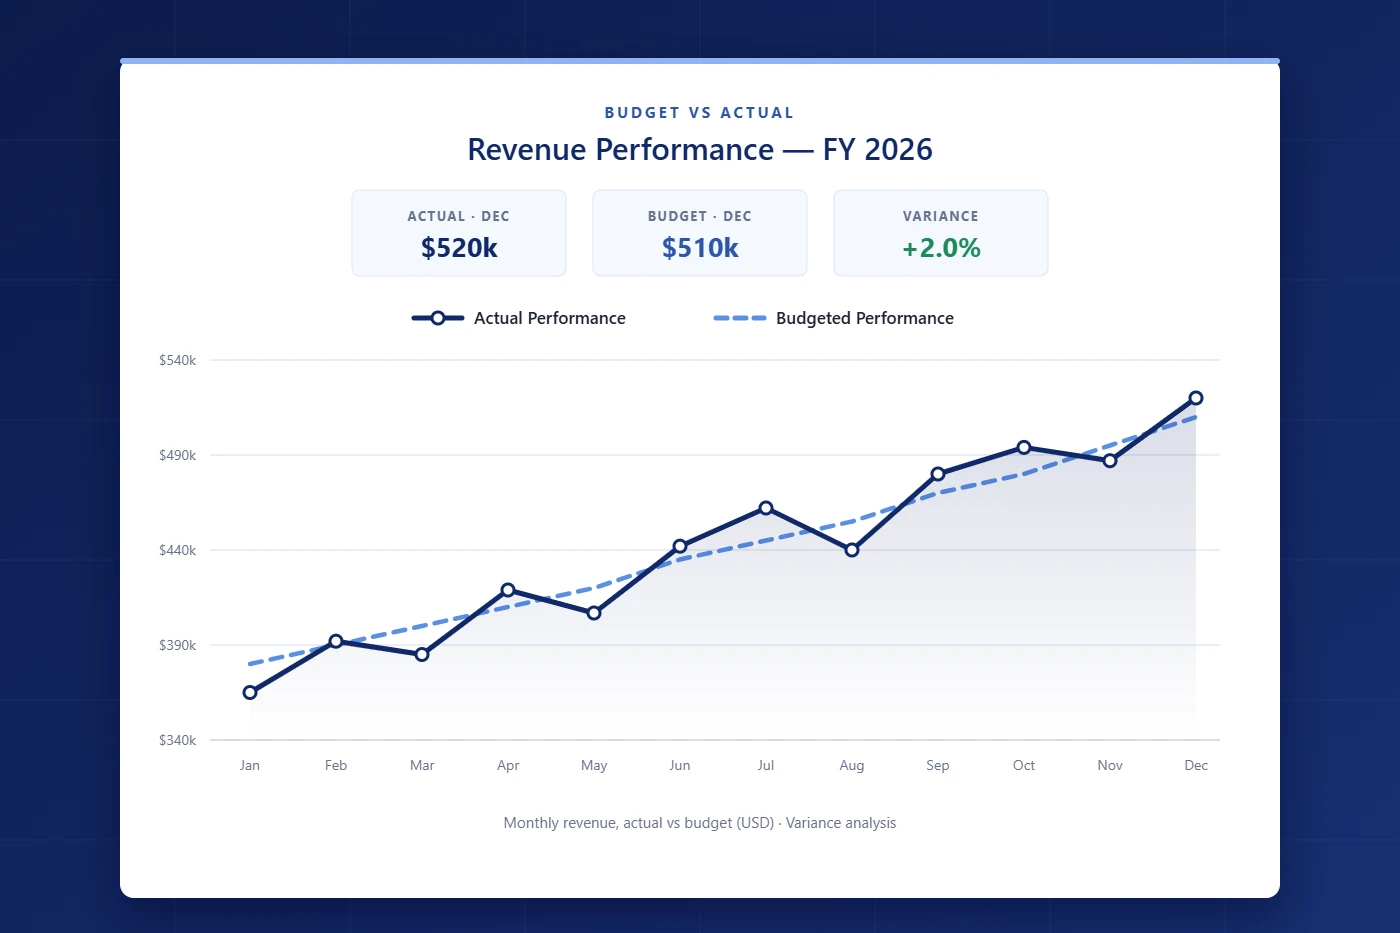 BUDGET VS ACTUAL
Revenue Performance — FY 2026
ACTUAL · DEC
$520k
BUDGET · DEC
$510k
VARIANCE
+2.0%
Actual Performance
Budgeted Performance
$540k
$490k
$440k
$390k
$340k
Jan Feb Mar Apr May Jun Jul Aug Sep Oct Nov Dec
Monthly revenue, actual vs budget (USD) · Variance analysis